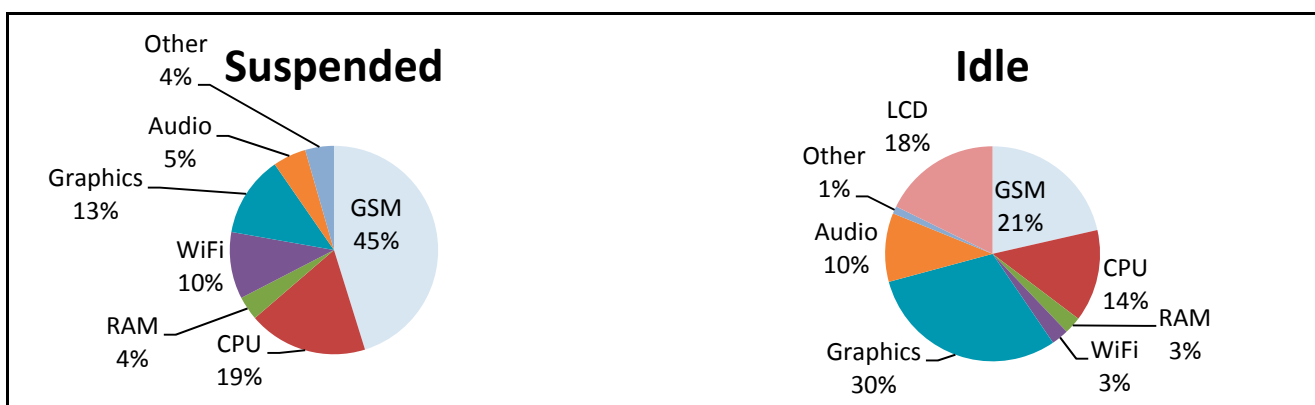 Suspended
Other
4%
Audio
5%
Graphics
13%
WiFi
10%
RAM
4%
CPU
19%
GSM
45%
Idle
LCD
18%
Other
1%
Audio
10%
Graphics
30%
WiFi
3%
RAM
3%
CPU
14%
GSM
21%